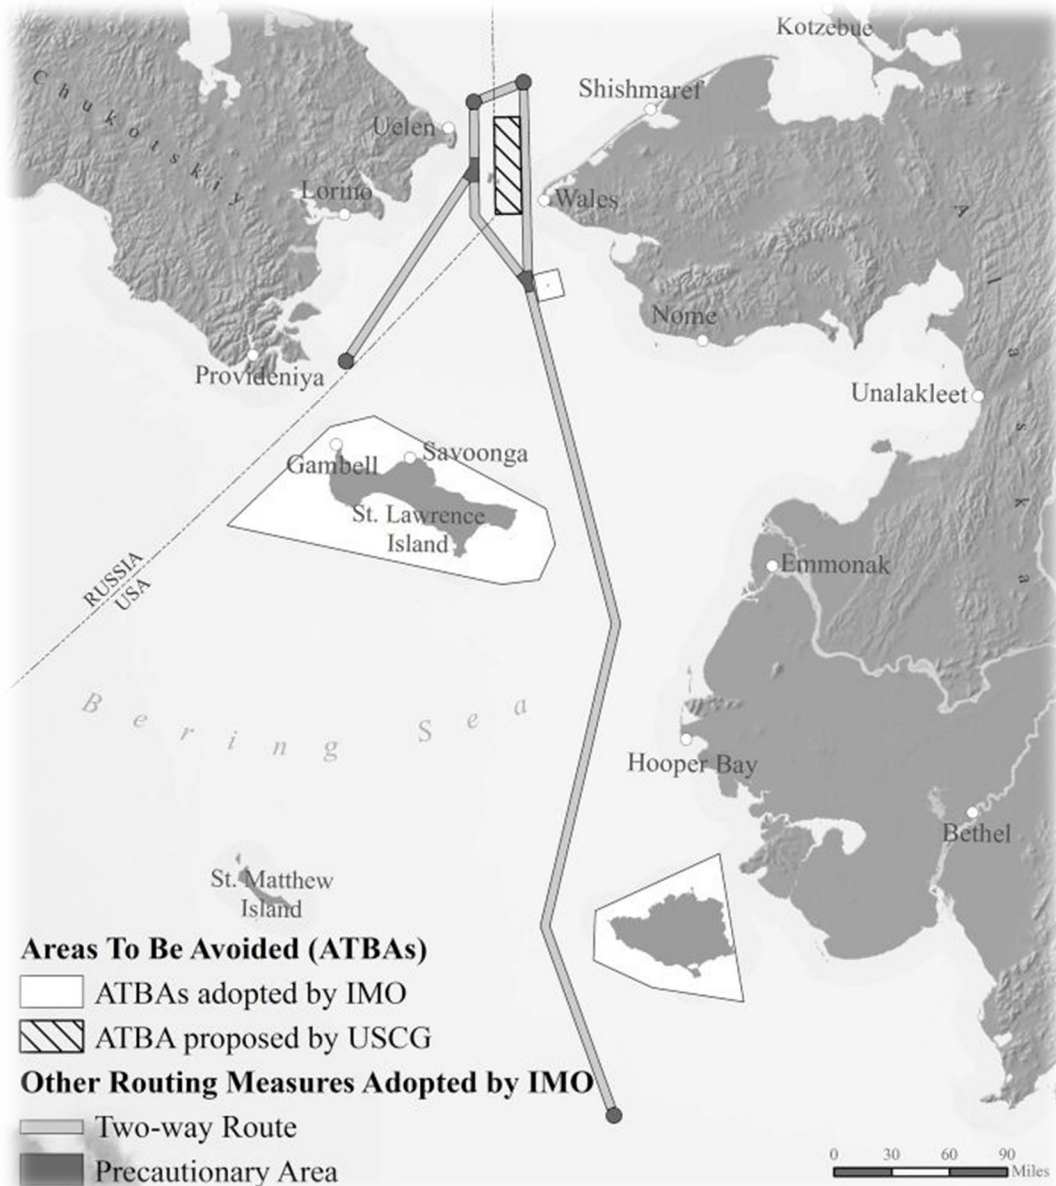 Kotzebue
Shishmaref
Chukotskiy
Uelen
Lorino
Wales
Alaska
Nome
Provideniya
Unalakleet
Gambell
Savoonga
St. Lawrence
Island
RUSSIA
USA
Emmonak
Bering Sea
Hooper Bay
Bethel
St. Matthew
Island
Areas To Be Avoided (ATBAs)
ATBAs adopted by IMO
ATBA proposed by USCG
Other Routing Measures Adopted by IMO
Two-way Route
Precautionary Area
0 30 60 90
Miles